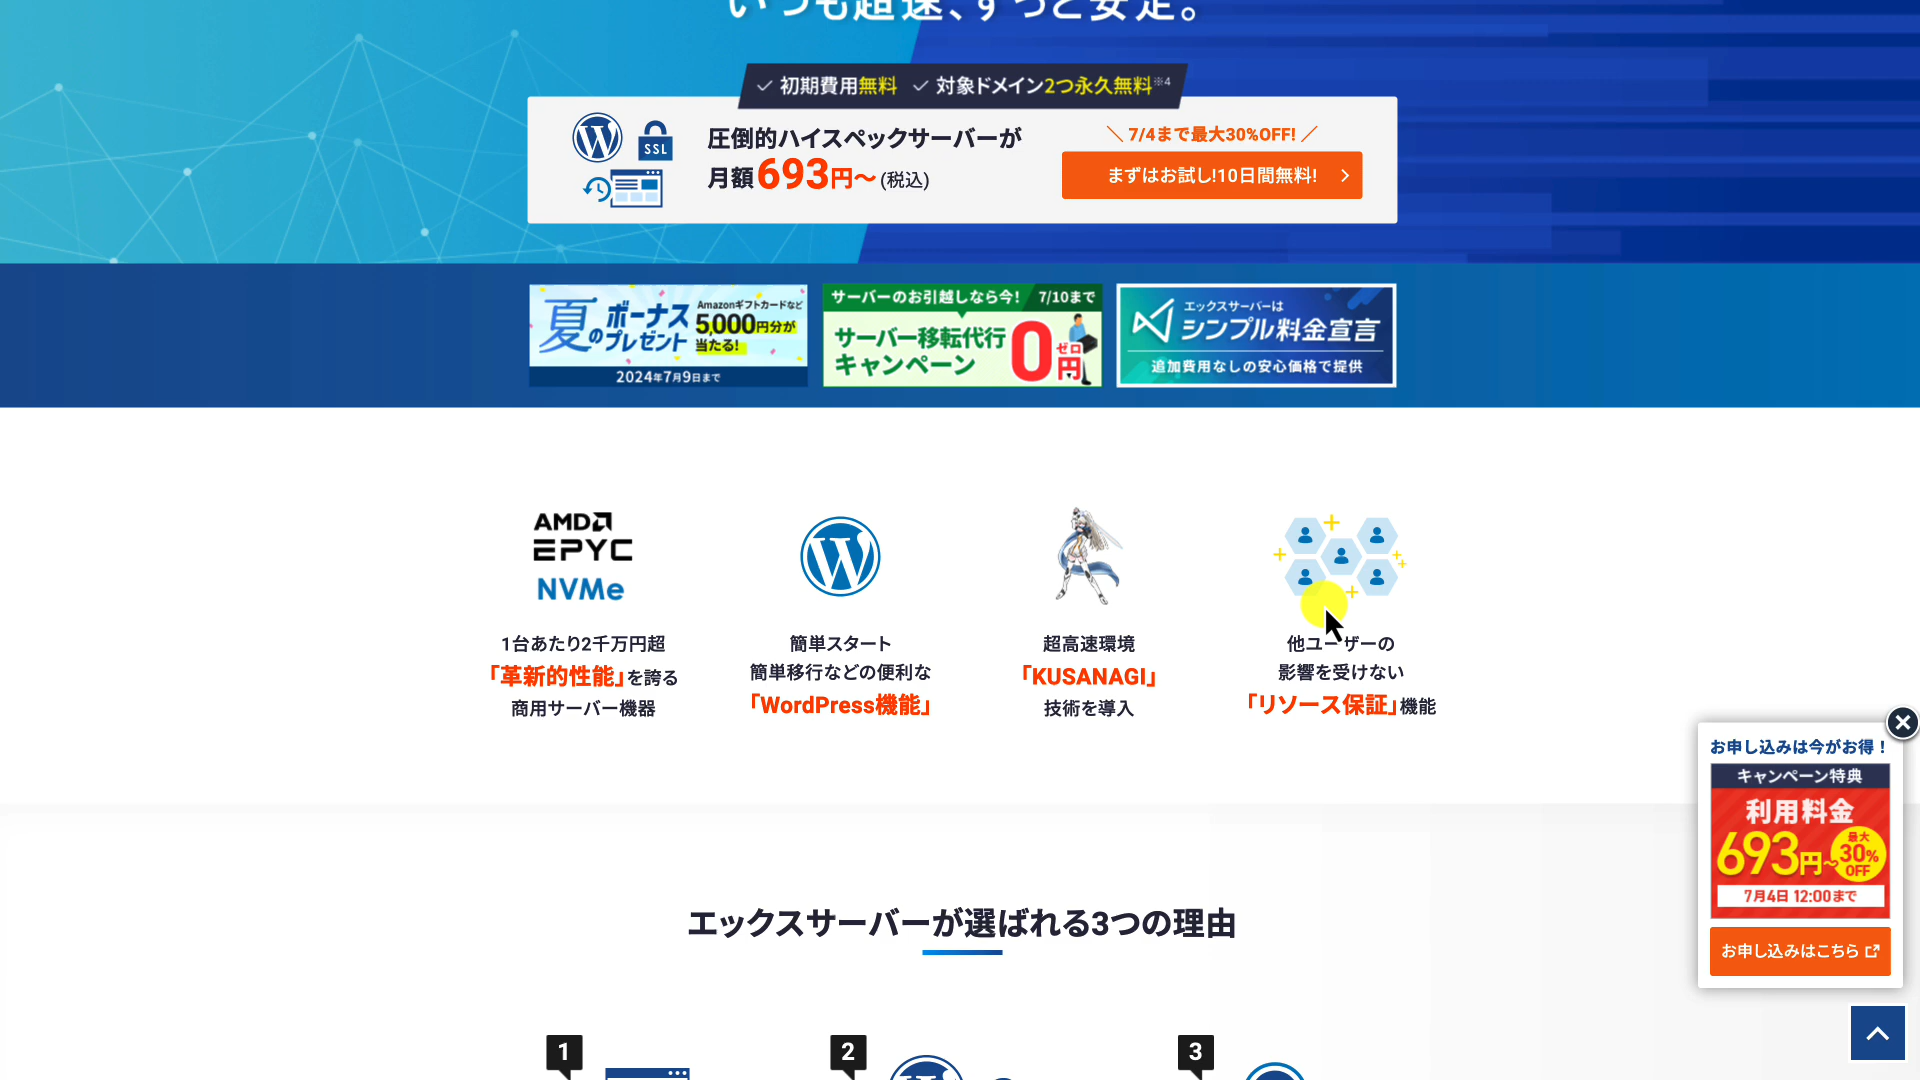 いつも超速、ずっと安定。
初期費用無料 対象ドメイン2つ永久無料※4
SSL
圧倒的ハイスペックサーバーが
月額693円〜(税込)
＼ 7/4まで最大30%OFF! ／
まずはお試し!10日間無料!
夏のボーナスプレゼント
Amazonギフトカードなど
5,000円分が
当たる!
2024年7月9日まで
サーバーのお引越しなら今! 7/10まで
サーバー移転代行
キャンペーン
0ゼロ円
エックスサーバーは
シンプル料金宣言
追加費用なしの安心価格で提供
AMD
EPYC
NVMe
1台あたり2千万円超
「革新的性能」を誇る
商用サーバー機器
簡単スタート
簡単移行などの便利な
「WordPress機能」
超高速環境
「KUSANAGI」
技術を導入
他ユーザーの
影響を受けない
「リソース保証」機能
お申し込みは今がお得！
キャンペーン特典
利用料金
693円〜
最大
30%
OFF
7月4日 12:00まで
お申し込みはこちら
エックスサーバーが選ばれる3つの理由
1
2
3